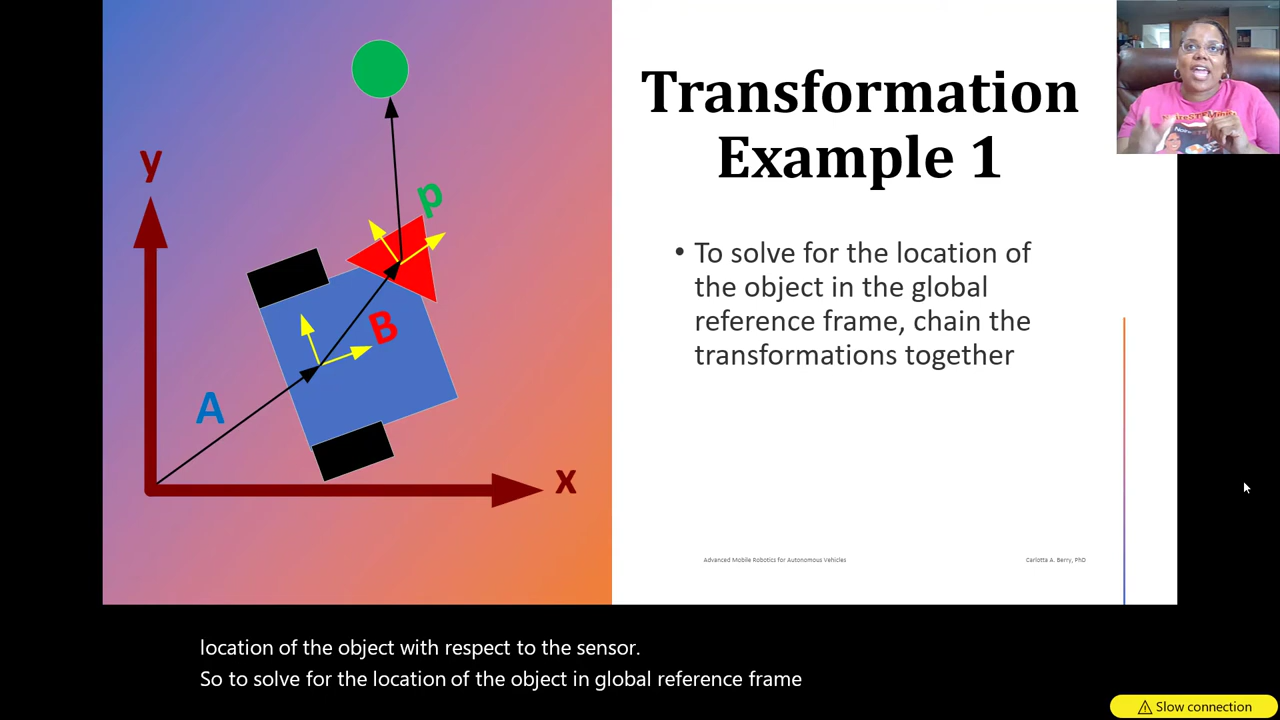 Transformation
Example 1
• To solve for the location of
the object in the global
reference frame, chain the
transformations together
y
p
B
A
x
Advanced Mobile Robotics for Autonomous Vehicles
Carlotta A. Berry, PhD
location of the object with respect to the sensor.
So to solve for the location of the object in global reference frame
Slow connection